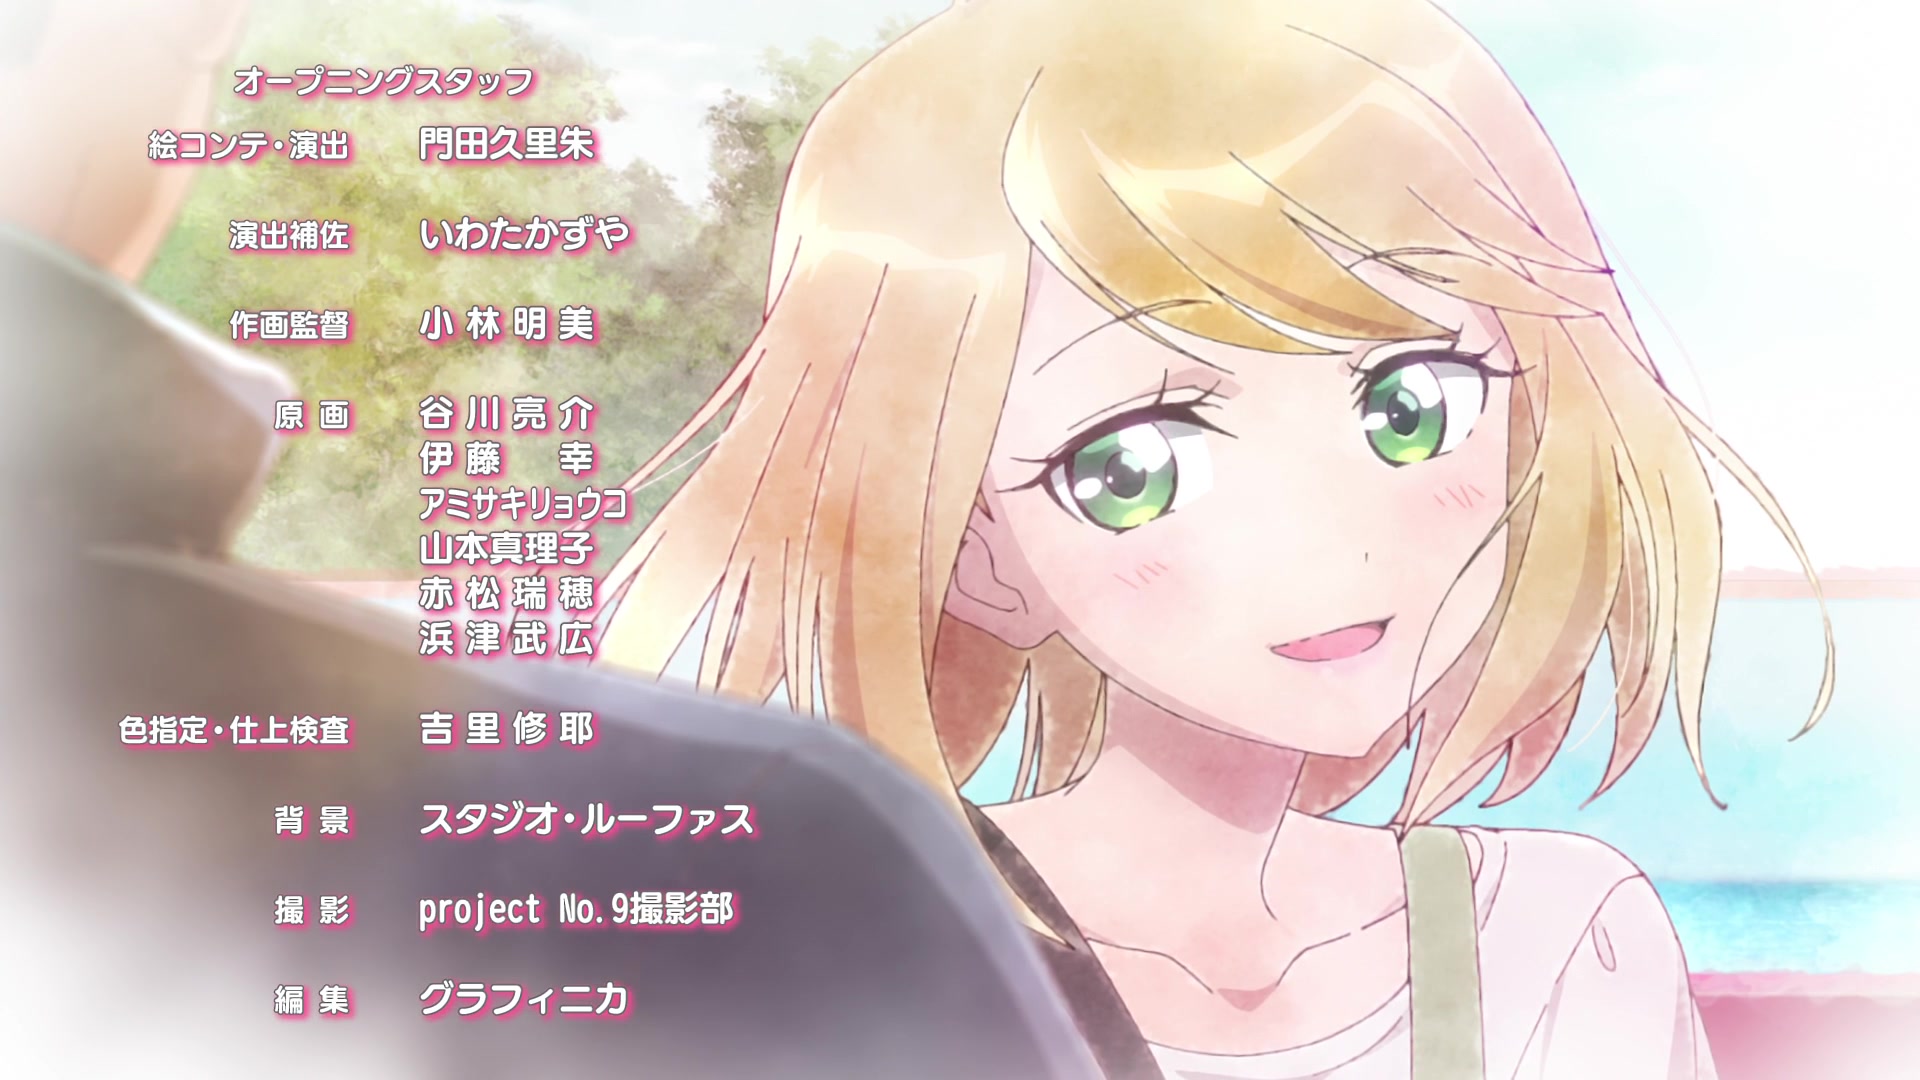 オープニングスタッフ
絵コンテ・演出 門田久里朱
演出補佐 いわたかずや
作画監督 小林明美
原画 谷川亮介
伊藤 幸
アミサキリョウコ
山本真理子
赤松瑞穂
浜津武広
色指定・仕上検査 吉里修耶
背景 スタジオ・ルーファス
撮影 project No.9撮影部
編集 グラフィニカ